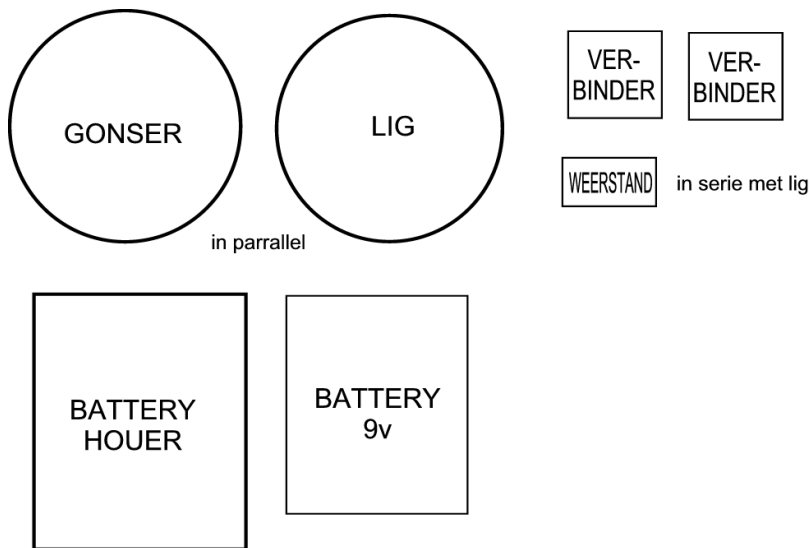 GONSER
LIG
VER-
BINDER
VER-
BINDER
WEERSTAND
in serie met lig
in parrallel
BATTERY
HOUER
BATTERY
9v